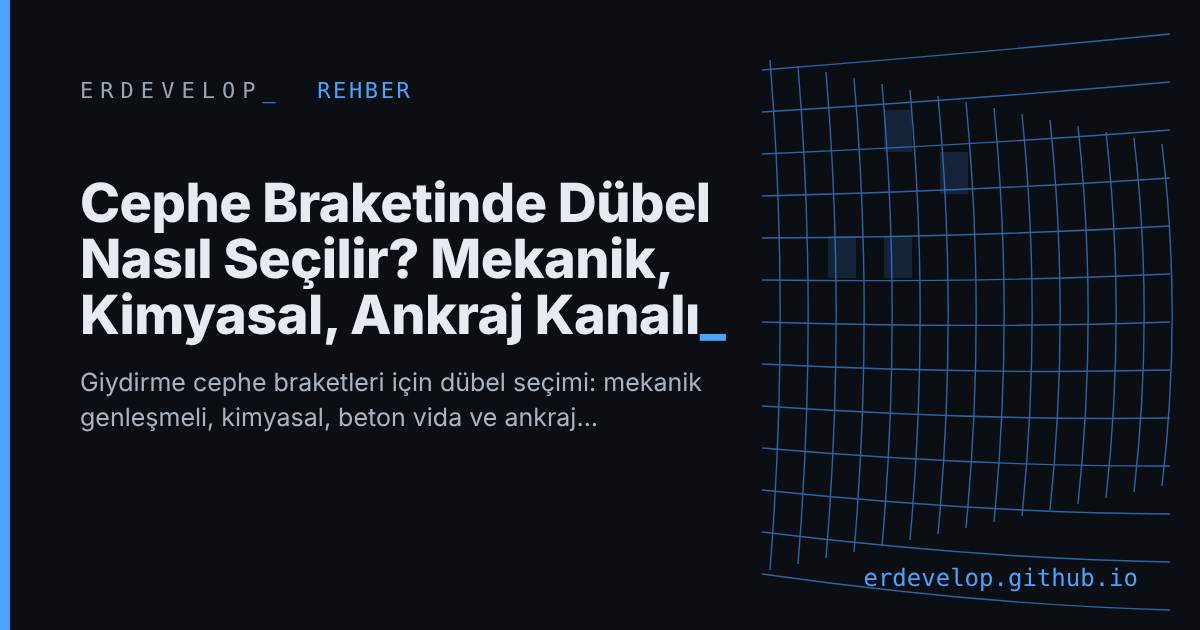 ERDEVELOP_ REHBER
Cephe Braketinde Dübel
Nasıl Seçilir? Mekanik,
Kimyasal, Ankraj Kanalı_
Giydirme cephe braketleri için dübel seçimi: mekanik
genleşmeli, kimyasal, beton vida ve ankraj...
erdevelop.github.io